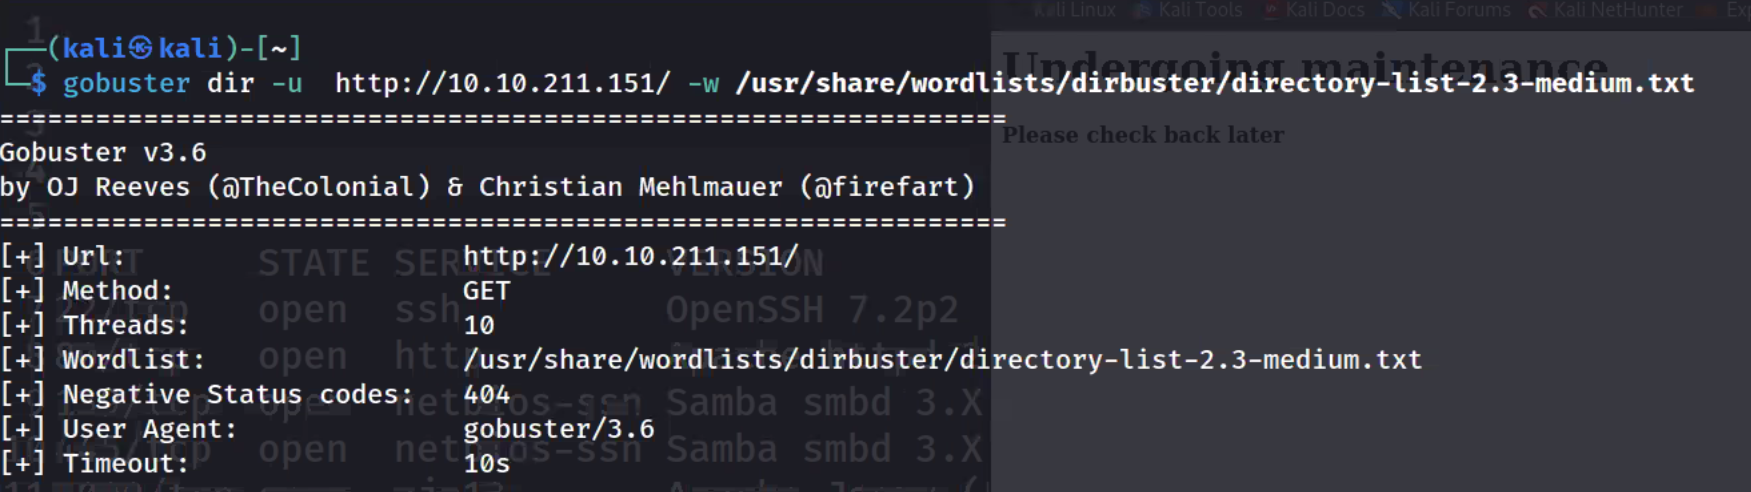 Kali Linux Kali Tools Kali Docs Kali Forums Kali NetHunter
(kali㉿kali)-[~]
$ gobuster dir -u  http://10.10.211.151/ -w /usr/share/wordlists/dirbuster/directory-list-2.3-medium.txt
Undergoing maintenance
===============================================================
Please check back later
Gobuster v3.6
by OJ Reeves (@TheColonial) & Christian Mehlmauer (@firefart)
===============================================================
[+] Url:                     http://10.10.211.151/
PORT STATE SERVICE VERSION
[+] Method:                  GET
open ssh OpenSSH 7.2p2
[+] Threads:                 10
open http
[+] Wordlist:                /usr/share/wordlists/dirbuster/directory-list-2.3-medium.txt
[+] Negative Status codes:   404
open netbios-ssn Samba smbd 3.X
[+] User Agent:              gobuster/3.6
open netbios-ssn Samba smbd 3.X
[+] Timeout:                 10s